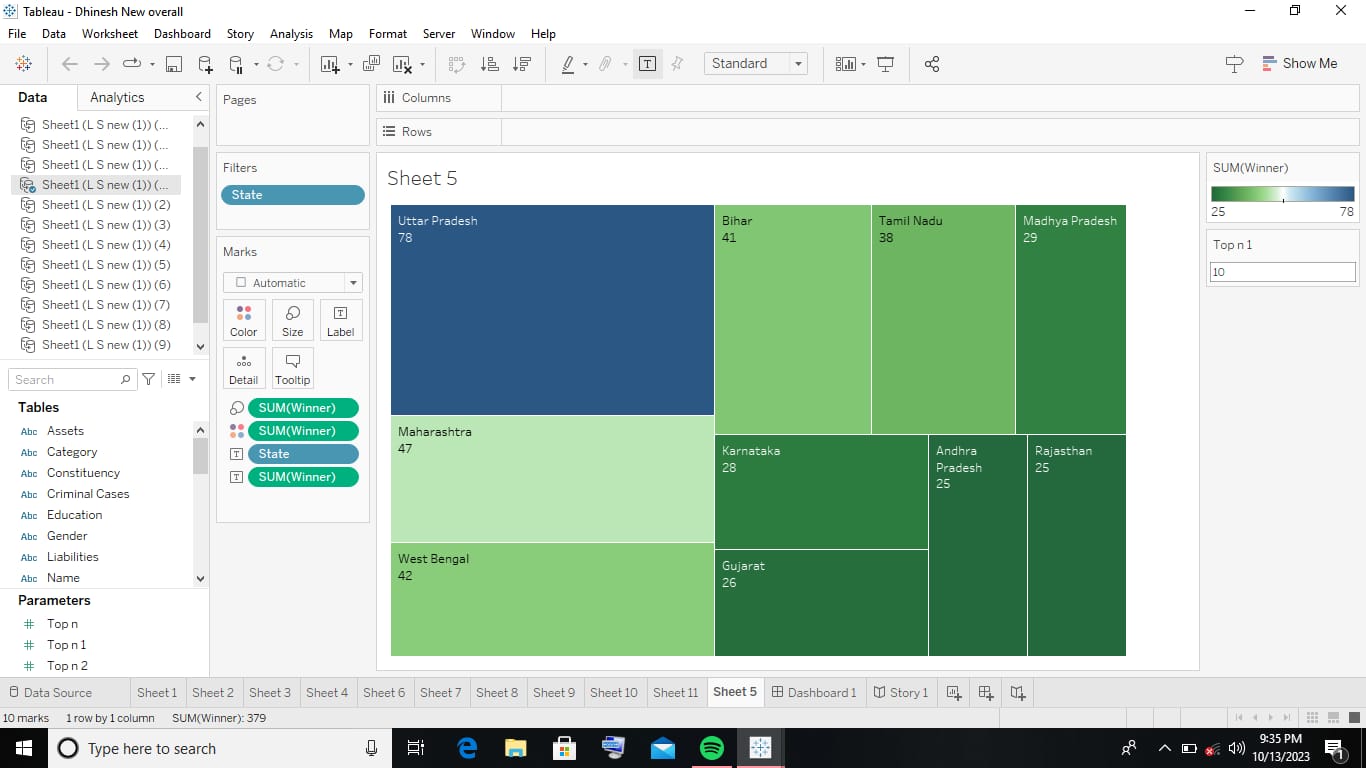 Tableau - Dhinesh New overall
File Data Worksheet Dashboard Story Analysis Map Format Server Window Help
Standard
Show Me
Data Analytics
Sheet1 (L S new (1)) (...
Sheet1 (L S new (1)) (...
Sheet1 (L S new (1)) (...
Sheet1 (L S new (1)) (...
Sheet1 (L S new (1)) (2)
Sheet1 (L S new (1)) (3)
Sheet1 (L S new (1)) (4)
Sheet1 (L S new (1)) (5)
Sheet1 (L S new (1)) (6)
Sheet1 (L S new (1)) (7)
Sheet1 (L S new (1)) (8)
Sheet1 (L S new (1)) (9)
Search
Tables
Abc Assets
Abc Category
Abc Constituency
Abc Criminal Cases
Abc Education
Abc Gender
Abc Liabilities
Abc Name
Parameters
# Top n
# Top n 1
# Top n 2
Pages
Filters
State
Marks
Automatic
Color Size Label
Detail Tooltip
SUM(Winner)
SUM(Winner)
T State
T SUM(Winner)
Columns
Rows
Sheet 5
Uttar Pradesh
78
Maharashtra
47
West Bengal
42
Bihar
41
Tamil Nadu
38
Madhya Pradesh
29
Karnataka
28
Gujarat
26
Andhra
Pradesh
25
Rajasthan
25
SUM(Winner)
25 78
Top n 1
10
Data Source Sheet 1 Sheet 2 Sheet 3 Sheet 4 Sheet 6 Sheet 7 Sheet 8 Sheet 9 Sheet 10 Sheet 11 Sheet 5 Dashboard 1 Story 1
10 marks 1 row by 1 column SUM(Winner): 379
Type here to search
9:35 PM
10/13/2023
1